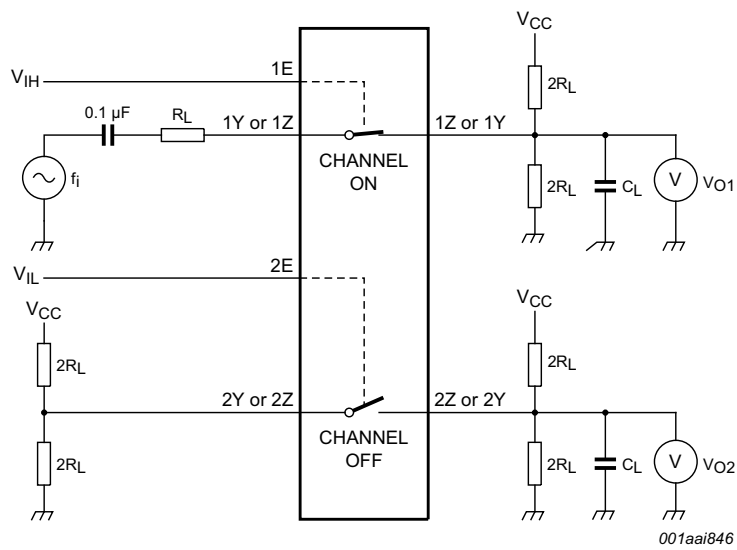 VCC
1E
VIH
2RL
0.1 µF
RL
1Y or 1Z
1Z or 1Y
CHANNEL
ON
fi
2RL
CL
V
VO1
2E
VIL
VCC
VCC
2RL
2RL
2Y or 2Z
2Z or 2Y
CHANNEL
OFF
2RL
2RL
CL
V
VO2
001aai846